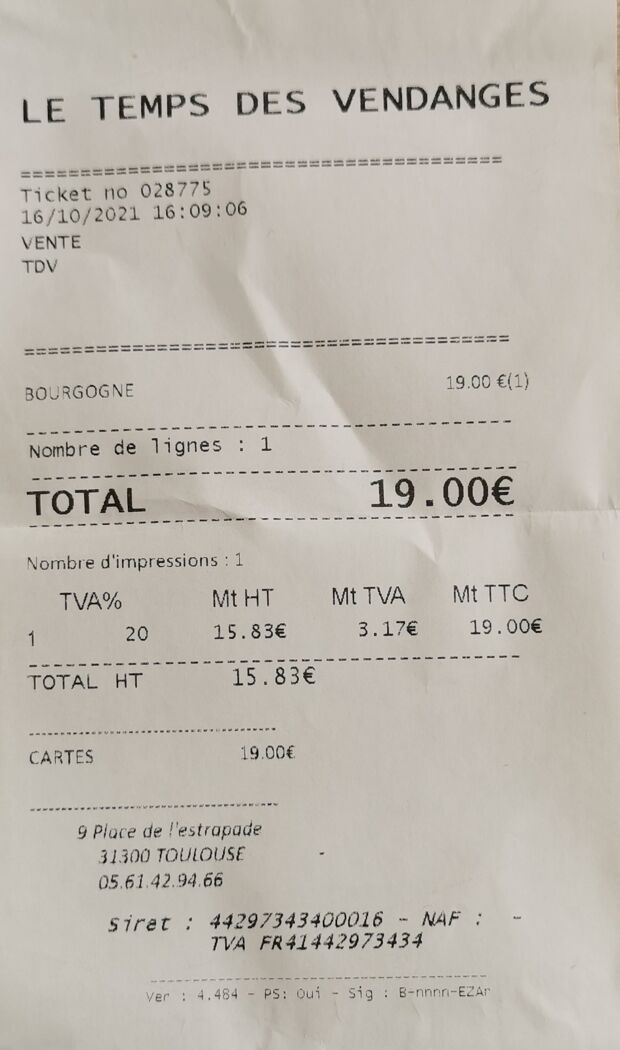 LE TEMPS DES VENDANGES
========================================
Ticket no 028775
16/10/2021 16:09:06
VENTE
TDV
========================================
BOURGOGNE 19.00 €(1)
----------------------------------------
Nombre de lignes : 1
----------------------------------------
TOTAL 19.00€
----------------------------------------
Nombre d'impressions : 1
TVA% Mt HT Mt TVA Mt TTC
1 20 15.83€ 3.17€ 19.00€
----------------------------------------
TOTAL HT 15.83€
----------------------------------------
CARTES 19.00€
----------------------------------------
9 Place de l'estrapade
31300 TOULOUSE -
05.61.42.94.66
Siret : 44297343400016 - NAF : -
TVA FR41442973434
----------------------------------------
Ver : 4.484 - PS: Oui - Sig : B-nnnn-EZAr